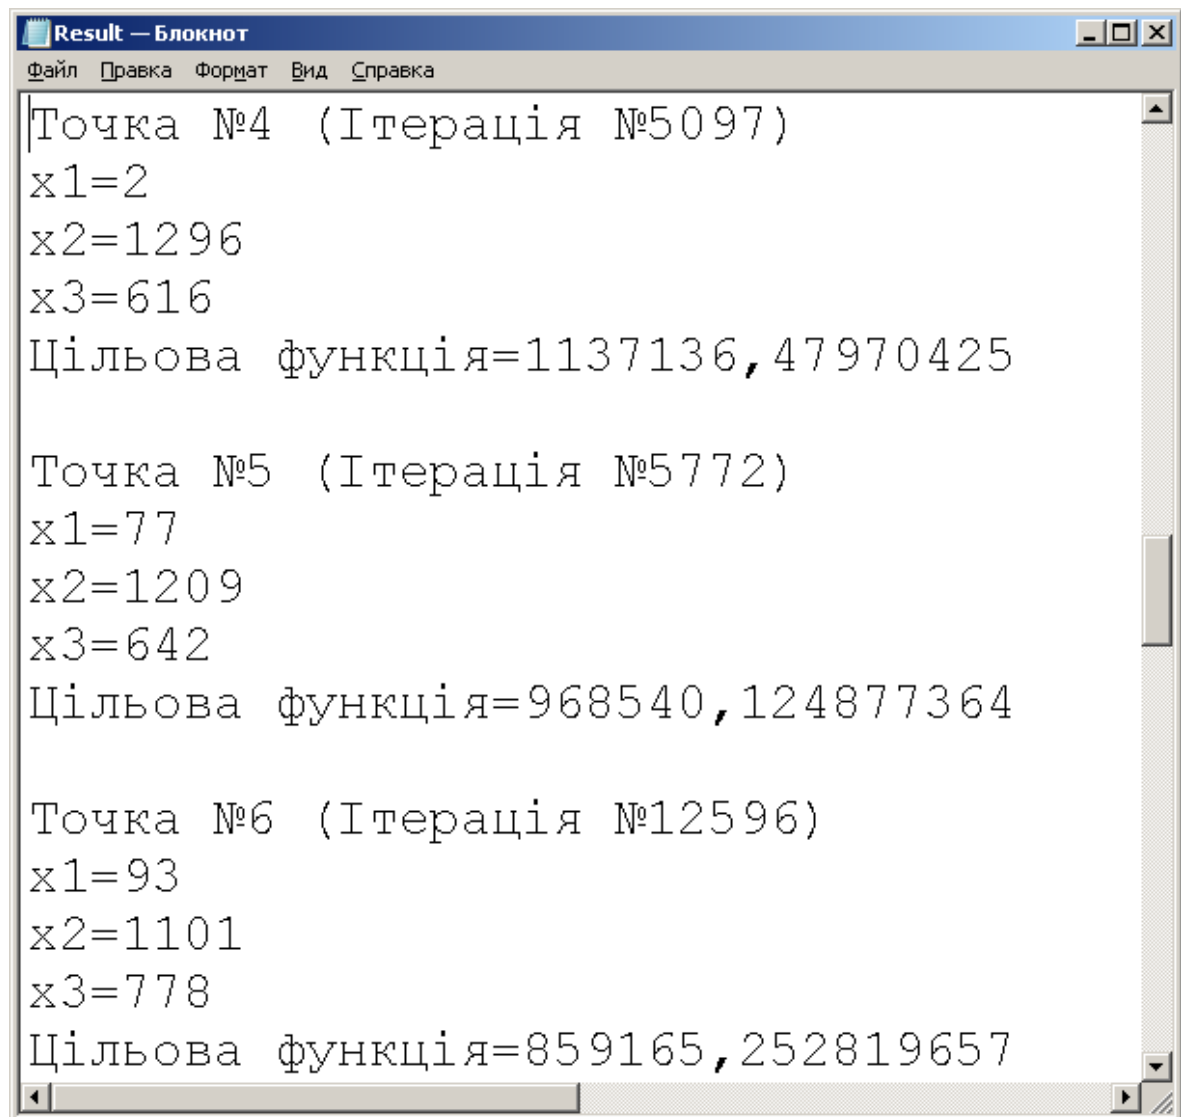 Result — Блокнот
Файл Правка Формат Вид Справка
Точка №4 (Ітерація №5097)
x1=2
x2=1296
x3=616
Цільова функція=1137136,47970425
Точка №5 (Ітерація №5772)
x1=77
x2=1209
x3=642
Цільова функція=968540,124877364
Точка №6 (Ітерація №12596)
x1=93
x2=1101
x3=778
Цільова функція=859165,252819657